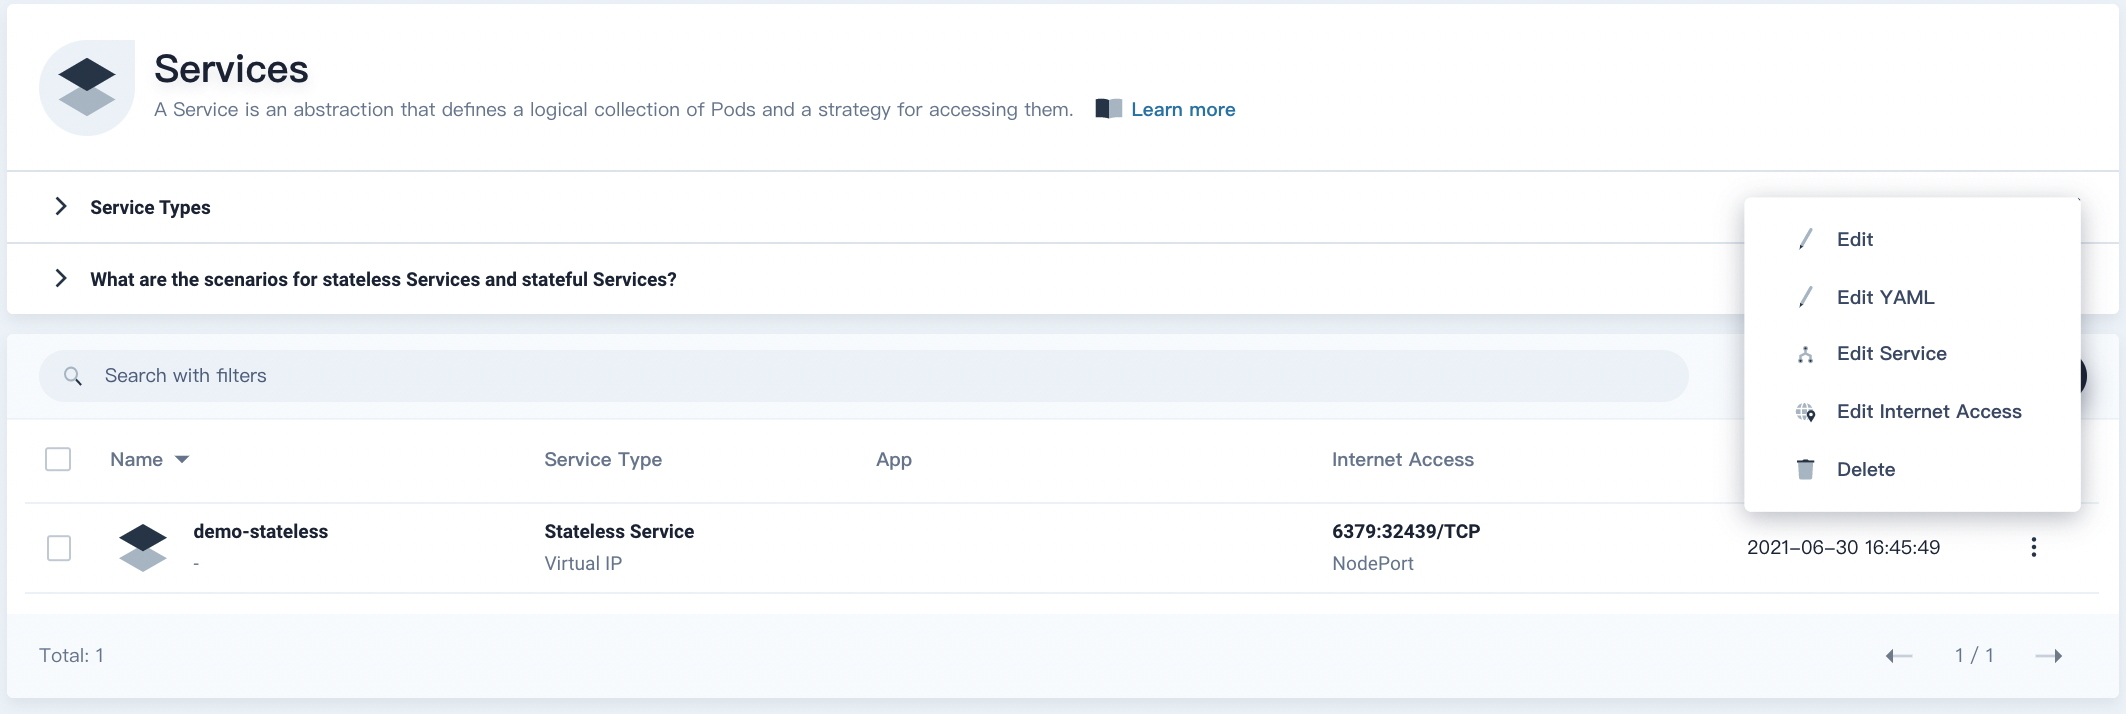 Services
A Service is an abstraction that defines a logical collection of Pods and a strategy for accessing them. Learn more
Service Types
What are the scenarios for stateless Services and stateful Services?
Edit
Edit YAML
Edit Service
Edit Internet Access
Delete
Search with filters
Name Service Type App Internet Access
demo-stateless Stateless Service 6379:32439/TCP 2021-06-30 16:45:49
- Virtual IP NodePort
Total: 1 1 / 1